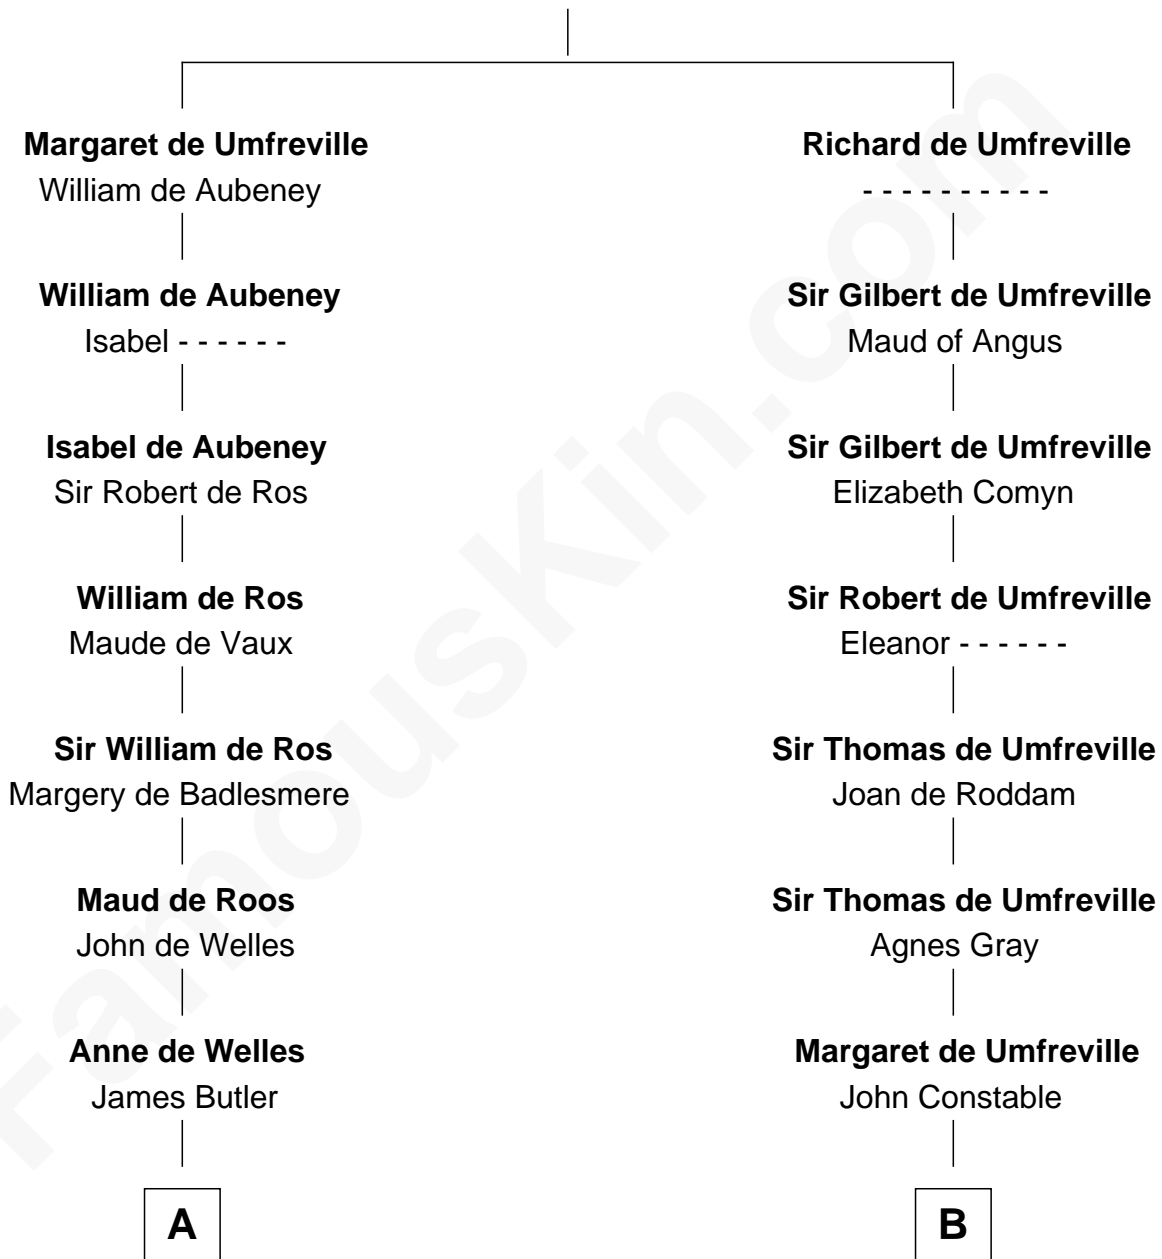 Margaret de Umfreville
William de Aubeney
William de Aubeney
Isabel - - - - - -
Isabel de Aubeney
Sir Robert de Ros
William de Ros
Maude de Vaux
Sir William de Ros
Margery de Badlesmere
Maud de Roos
John de Welles
Anne de Welles
James Butler
A
Richard de Umfreville
- - - - - - - - - -
Sir Gilbert de Umfreville
Maud of Angus
Sir Gilbert de Umfreville
Elizabeth Comyn
Sir Robert de Umfreville
Eleanor - - - - - -
Sir Thomas de Umfreville
Joan de Roddam
Sir Thomas de Umfreville
Agnes Gray
Margaret de Umfreville
John Constable
B
FamousKin.com